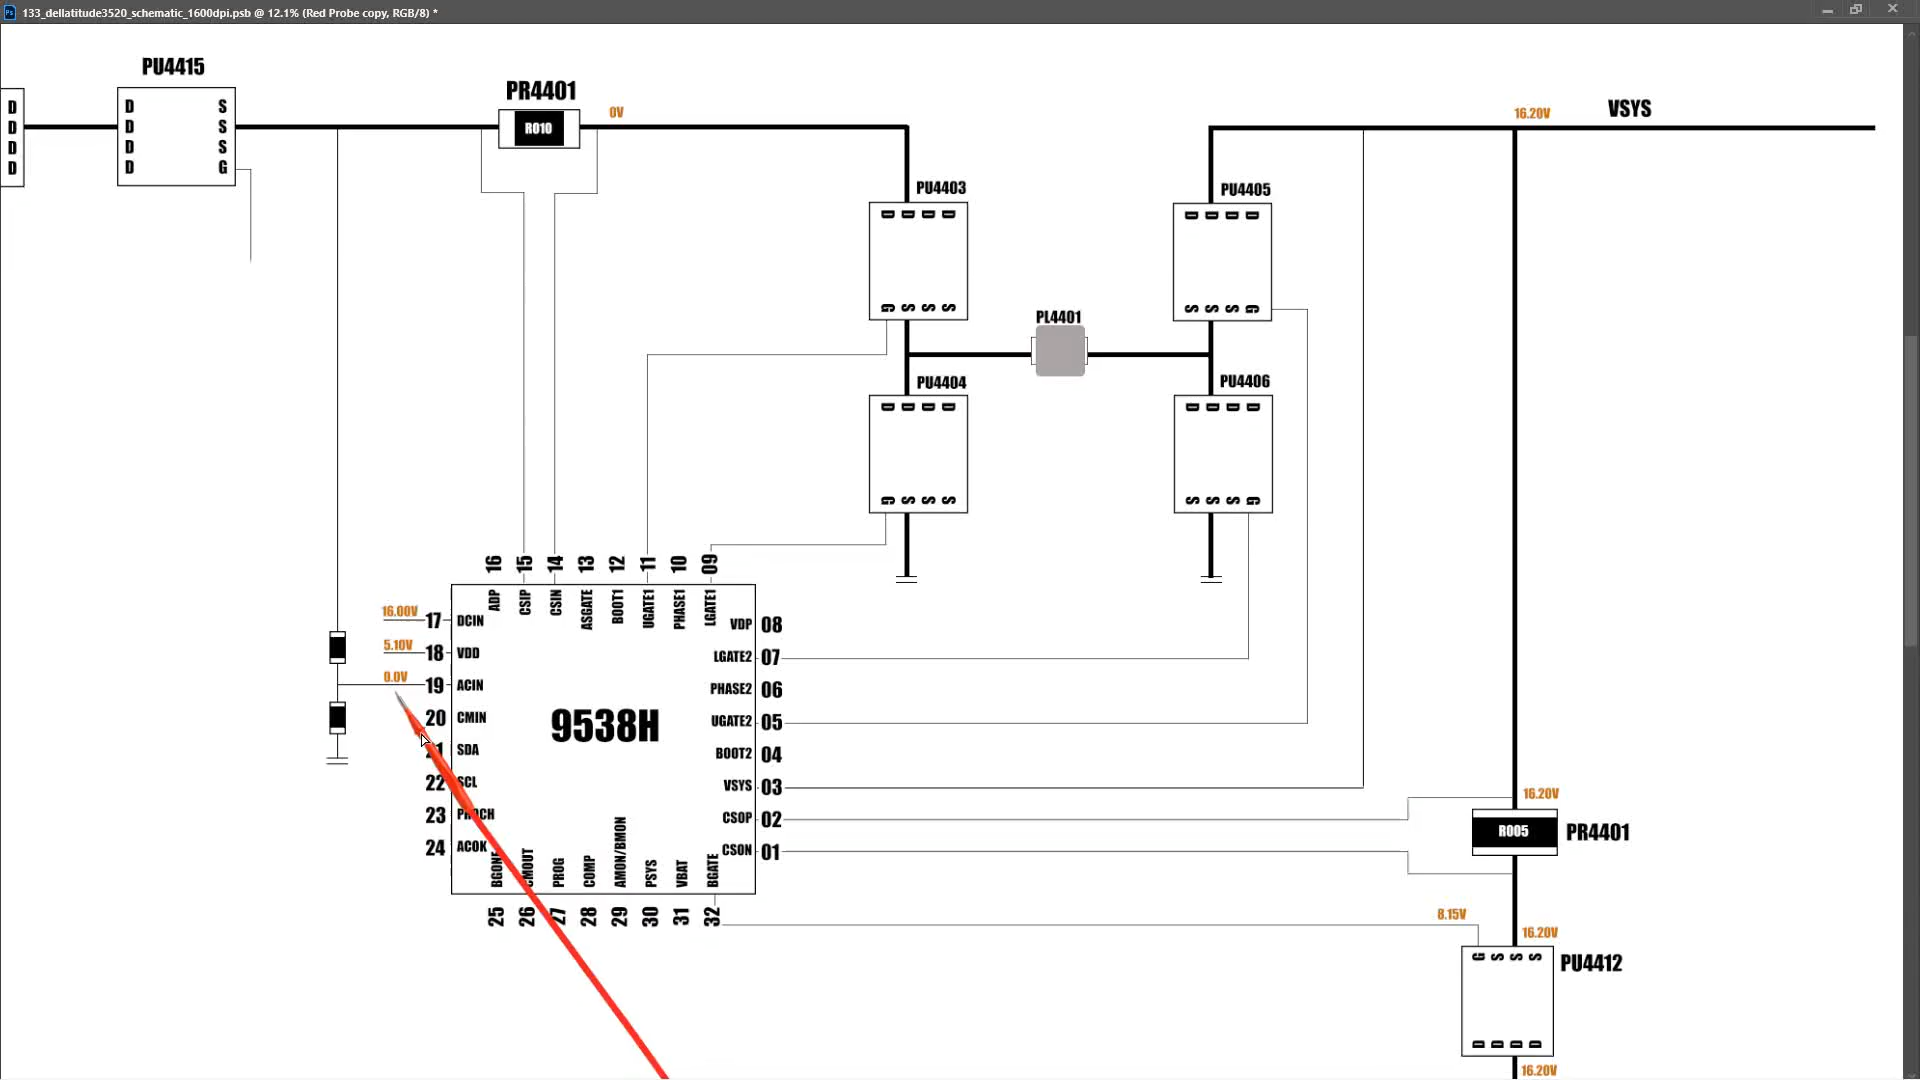 133_dellatitude3520_schematic_1600dpi.psb @ 12.1% (Red Probe copy, RGB/8) *
PU4415
D D D D
D D D D
S S S G
PR4401
R010
0V
16.20V
VSYS
PU4403
D D D D
G S S S
PU4405
D D D D
S S S G
PL4401
PU4404
D D D D
G S S S
PU4406
D D D D
S S S G
16 15 14 13 12 11 10 09
ADP CSIP CSIN ASGATE BOOT1 UGATE1 PHASE1 LGATE1
16.00V 17 DCIN
5.10V 18 VDD
0.0V 19 ACIN
20 CMIN
SDA
22 SCL
23 PROCH
24 ACOK
9538H
VDP 08
LGATE2 07
PHASE2 06
UGATE2 05
BOOT2 04
VSYS 03
CSOP 02
CSON 01
BGONE CMOUT PROG COMP AMON/BMON PSYS VBAT BGATE
25 26 27 28 29 30 31 32
16.20V
R005
PR4401
8.15V
16.20V
G S S S
PU4412
D D D D
16.20V